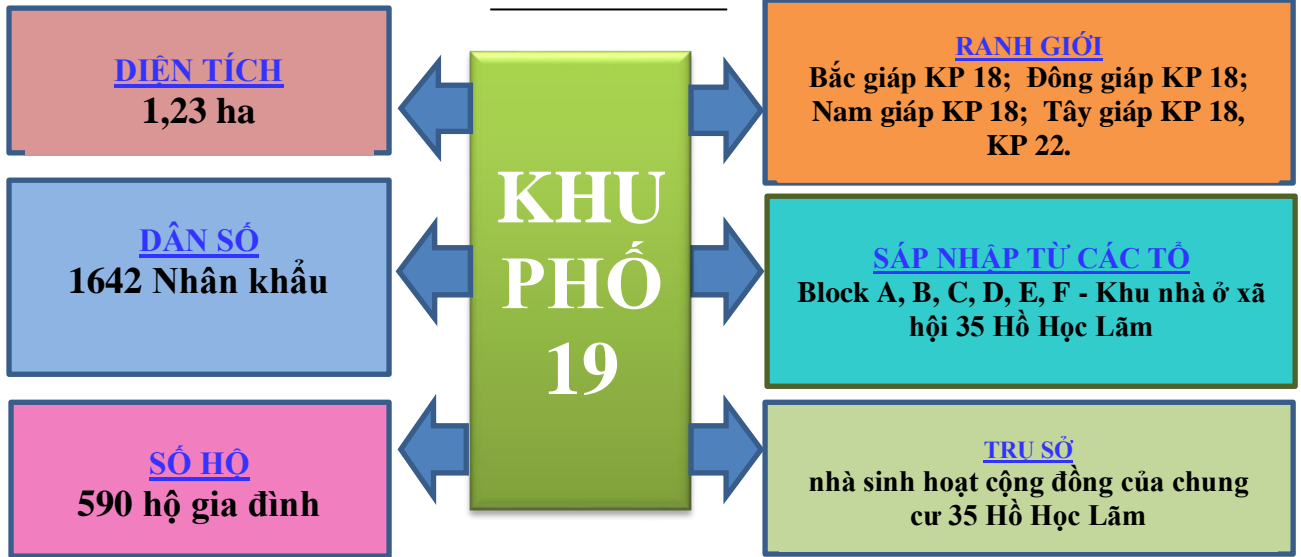 DIỆN TÍCH
1,23 ha
DÂN SỐ
1642 Nhân khẩu
SỐ HỘ
590 hộ gia đình
KHU
PHỐ
19
RANH GIỚI
Bắc giáp KP 18; Đông giáp KP 18;
Nam giáp KP 18; Tây giáp KP 18,
KP 22.
SÁP NHẬP TỪ CÁC TỔ
Block A, B, C, D, E, F - Khu nhà ở xã
hội 35 Hồ Học Lãm
TRỤ SỞ
nhà sinh hoạt cộng đồng của chung
cư 35 Hồ Học Lãm